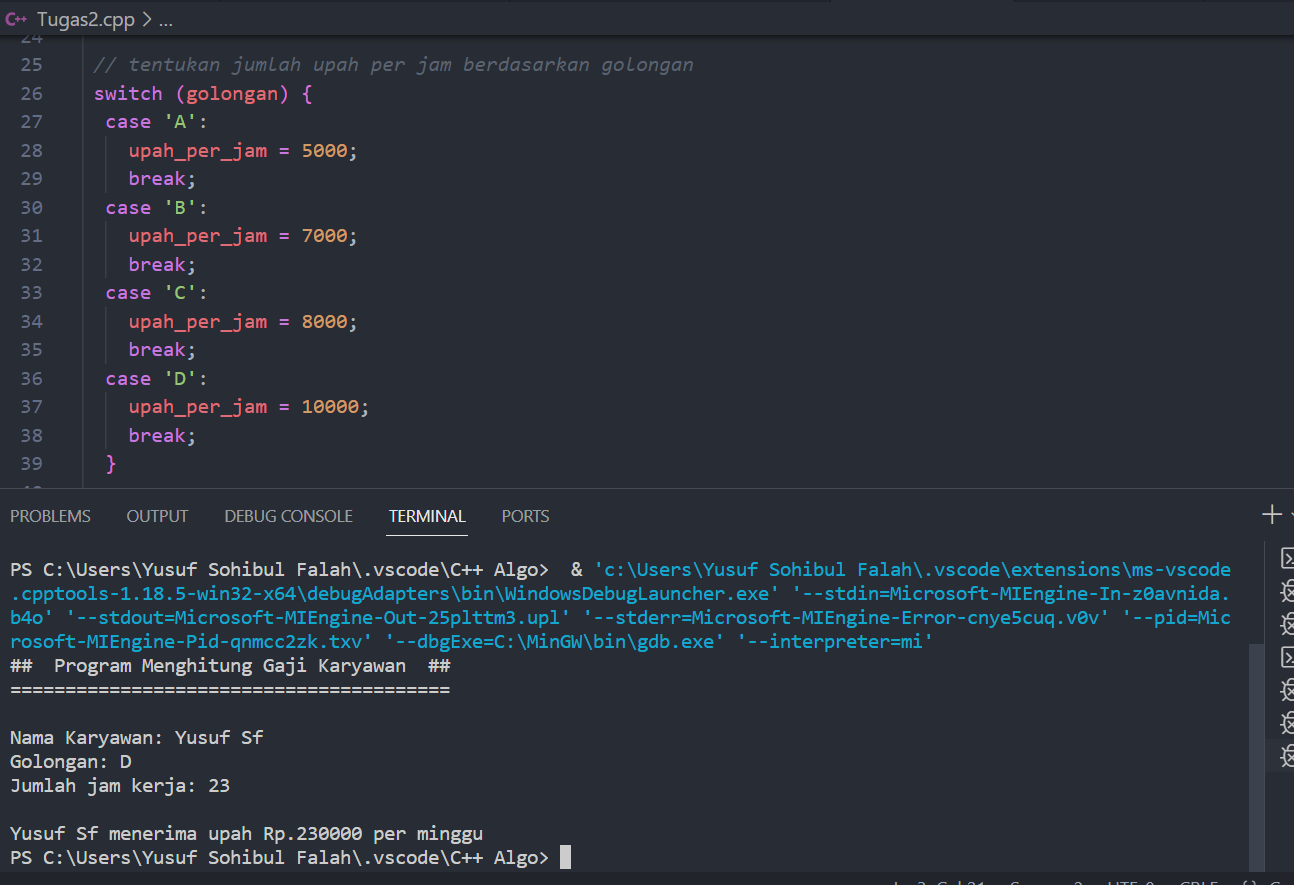 C++ Tugas2.cpp > ...
24
25 // tentukan jumlah upah per jam berdasarkan golongan
26 switch (golongan) {
27 case 'A':
28 upah_per_jam = 5000;
29 break;
30 case 'B':
31 upah_per_jam = 7000;
32 break;
33 case 'C':
34 upah_per_jam = 8000;
35 break;
36 case 'D':
37 upah_per_jam = 10000;
38 break;
39 }
PROBLEMS OUTPUT DEBUG CONSOLE TERMINAL PORTS
PS C:\Users\Yusuf Sohibul Falah\.vscode\C++ Algo>  & 'c:\Users\Yusuf Sohibul Falah\.vscode\extensions\ms-vscode
.cpptools-1.18.5-win32-x64\debugAdapters\bin\WindowsDebugLauncher.exe' '--stdin=Microsoft-MIEngine-In-z0avnida.
b4o' '--stdout=Microsoft-MIEngine-Out-25plttm3.upl' '--stderr=Microsoft-MIEngine-Error-cnye5cuq.v0v' '--pid=Mic
rosoft-MIEngine-Pid-qnmcc2zk.txv' '--dbgExe=C:\MinGW\bin\gdb.exe' '--interpreter=mi'
##  Program Menghitung Gaji Karyawan  ##
========================================
Nama Karyawan: Yusuf Sf
Golongan: D
Jumlah jam kerja: 23
Yusuf Sf menerima upah Rp.230000 per minggu
PS C:\Users\Yusuf Sohibul Falah\.vscode\C++ Algo>